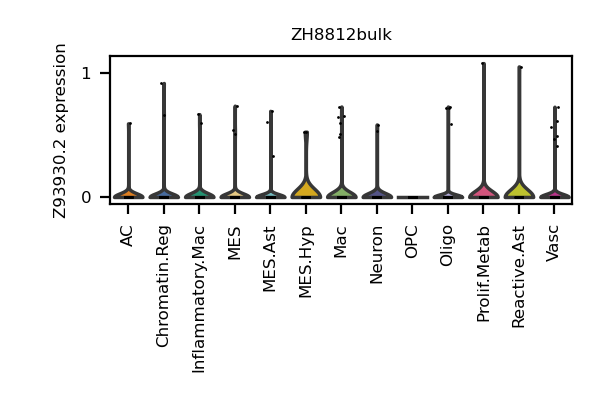 ZH8812bulk
Z93930.2 expression
1
0
AC
Chromatin.Reg
Inflammatory.Mac
MES
MES.Ast
MES.Hyp
Mac
Neuron
OPC
Oligo
Prolif.Metab
Reactive.Ast
Vasc